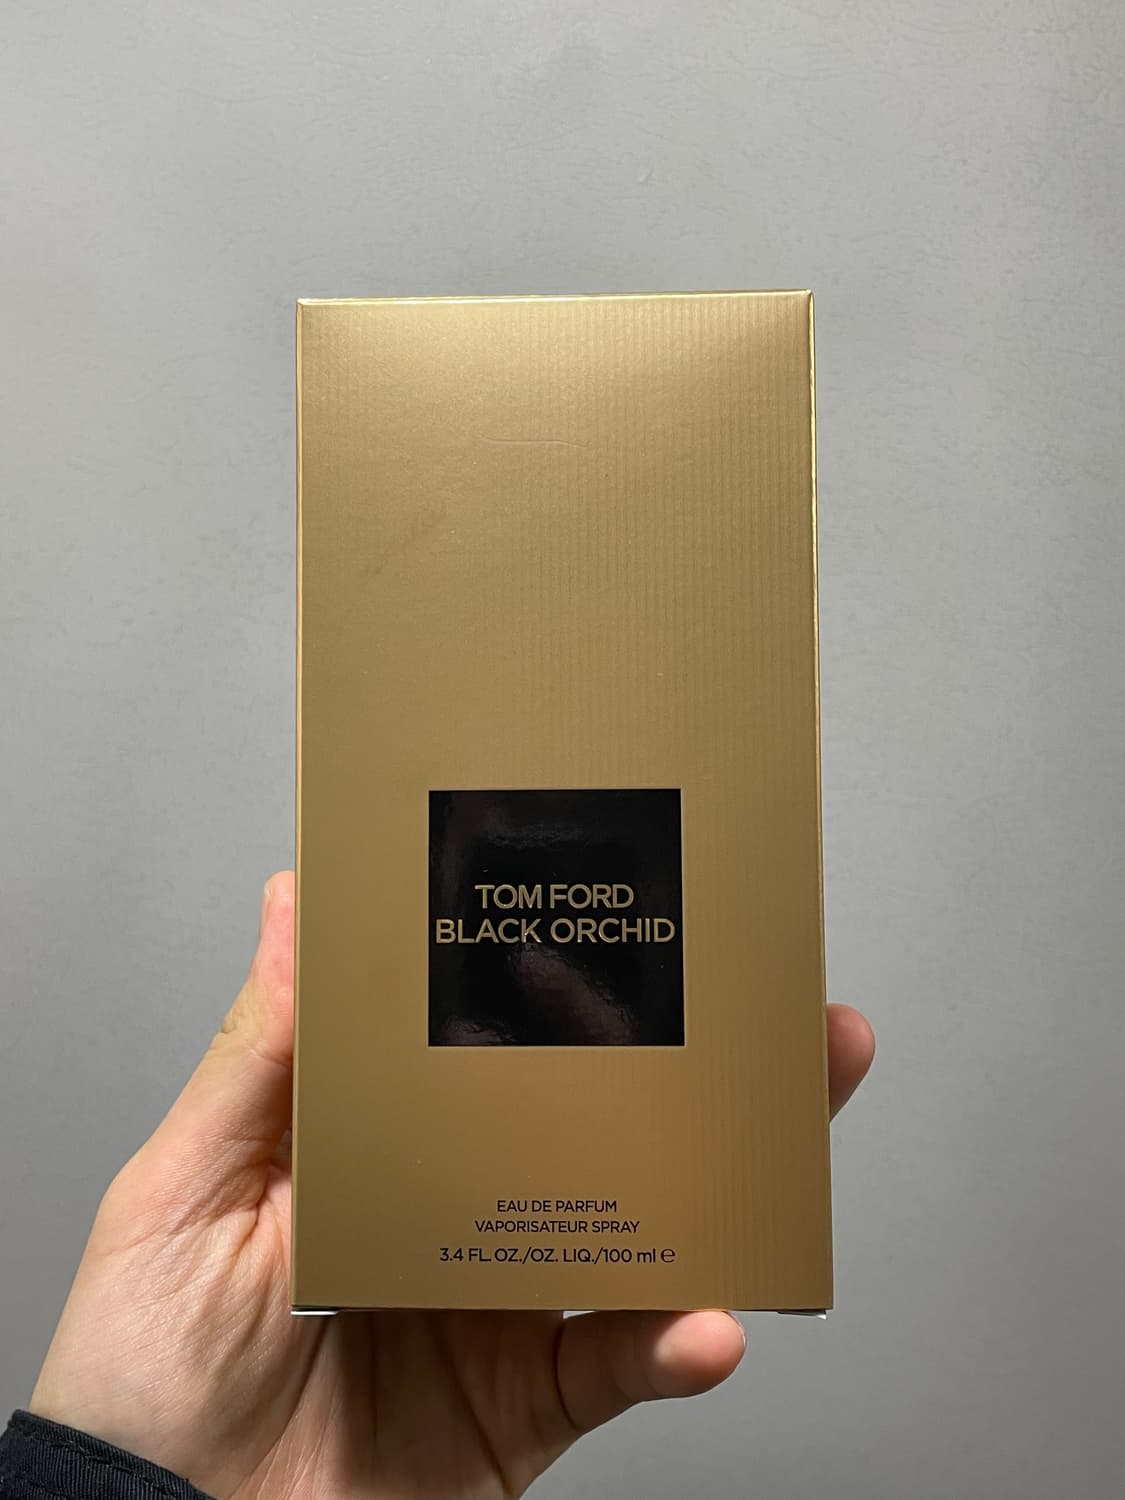 TOM FORD
BLACK ORCHID
EAU DE PARFUM
VAPORISATEUR SPRAY
3.4 FL. OZ./OZ. LIQ./100 ml ℮